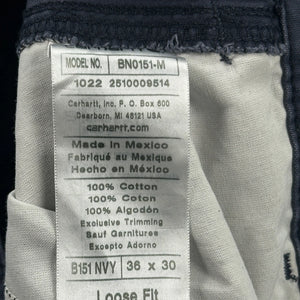 MODEL NO. BN0151-M
1022 2510009514
Carhartt, Inc. P.O. Box 600
Dearborn, MI 48121 USA
carhartt.com
Made in Mexico
Fabriqué au Mexique
Hecho en México
100% Cotton
100% Coton
100% Algodón
Exclusive Trimming
Sauf Garnitures
Excepto Adorno
B151 NVY 36 x 30
Loose Fit